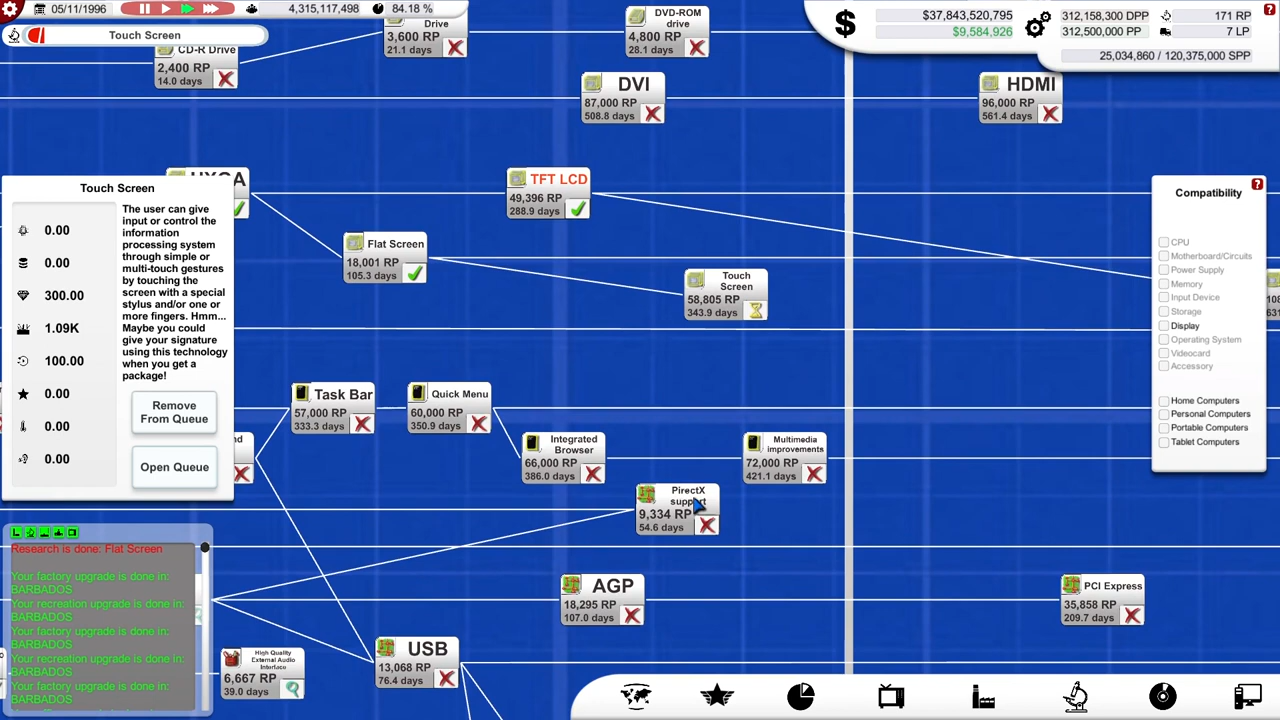 05/11/1996
4,315,117,498
84.18 %
$37,843,520,795
$9,584,926
312,158,300 DPP
312,500,000 PP
171 RP
7 LP
25,034,860 / 120,375,000 SPP
Touch Screen
CD-R Drive
2,400 RP
14.0 days
Drive
3,600 RP
21.1 days
DVD-ROM
drive
4,800 RP
28.1 days
DVI
87,000 RP
508.8 days
HDMI
96,000 RP
561.4 days
TFT LCD
49,396 RP
288.9 days
Flat Screen
18,001 RP
105.3 days
Touch
Screen
58,805 RP
343.9 days
Touch Screen
0.00
0.00
300.00
1.09K
100.00
0.00
0.00
0.00
The user can give
input or control the
information
processing system
through simple or
multi-touch gestures
by touching the
screen with a special
stylus and/or one or
more fingers. Hmm...
Maybe you could
give your signature
using this technology
when you get a
package!
Remove
From Queue
Open Queue
Compatibility
CPU
Motherboard/Circuits
Power Supply
Memory
Input Device
Storage
Display
Operating System
Videocard
Accessory
Home Computers
Personal Computers
Portable Computers
Tablet Computers
Task Bar
57,000 RP
333.3 days
Quick Menu
60,000 RP
350.9 days
Integrated
Browser
66,000 RP
386.0 days
Multimedia
improvements
72,000 RP
421.1 days
PirectX
support
9,334 RP
54.6 days
AGP
18,295 RP
107.0 days
PCI Express
35,858 RP
209.7 days
USB
13,068 RP
76.4 days
High Quality
External Audio
Interface
6,667 RP
39.0 days
Research is done: Flat Screen
Your factory upgrade is done in:
BARBADOS
Your recreation upgrade is done in:
BARBADOS
Your factory upgrade is done in:
BARBADOS
Your recreation upgrade is done in:
BARBADOS
Your factory upgrade is done in:
BARBADOS